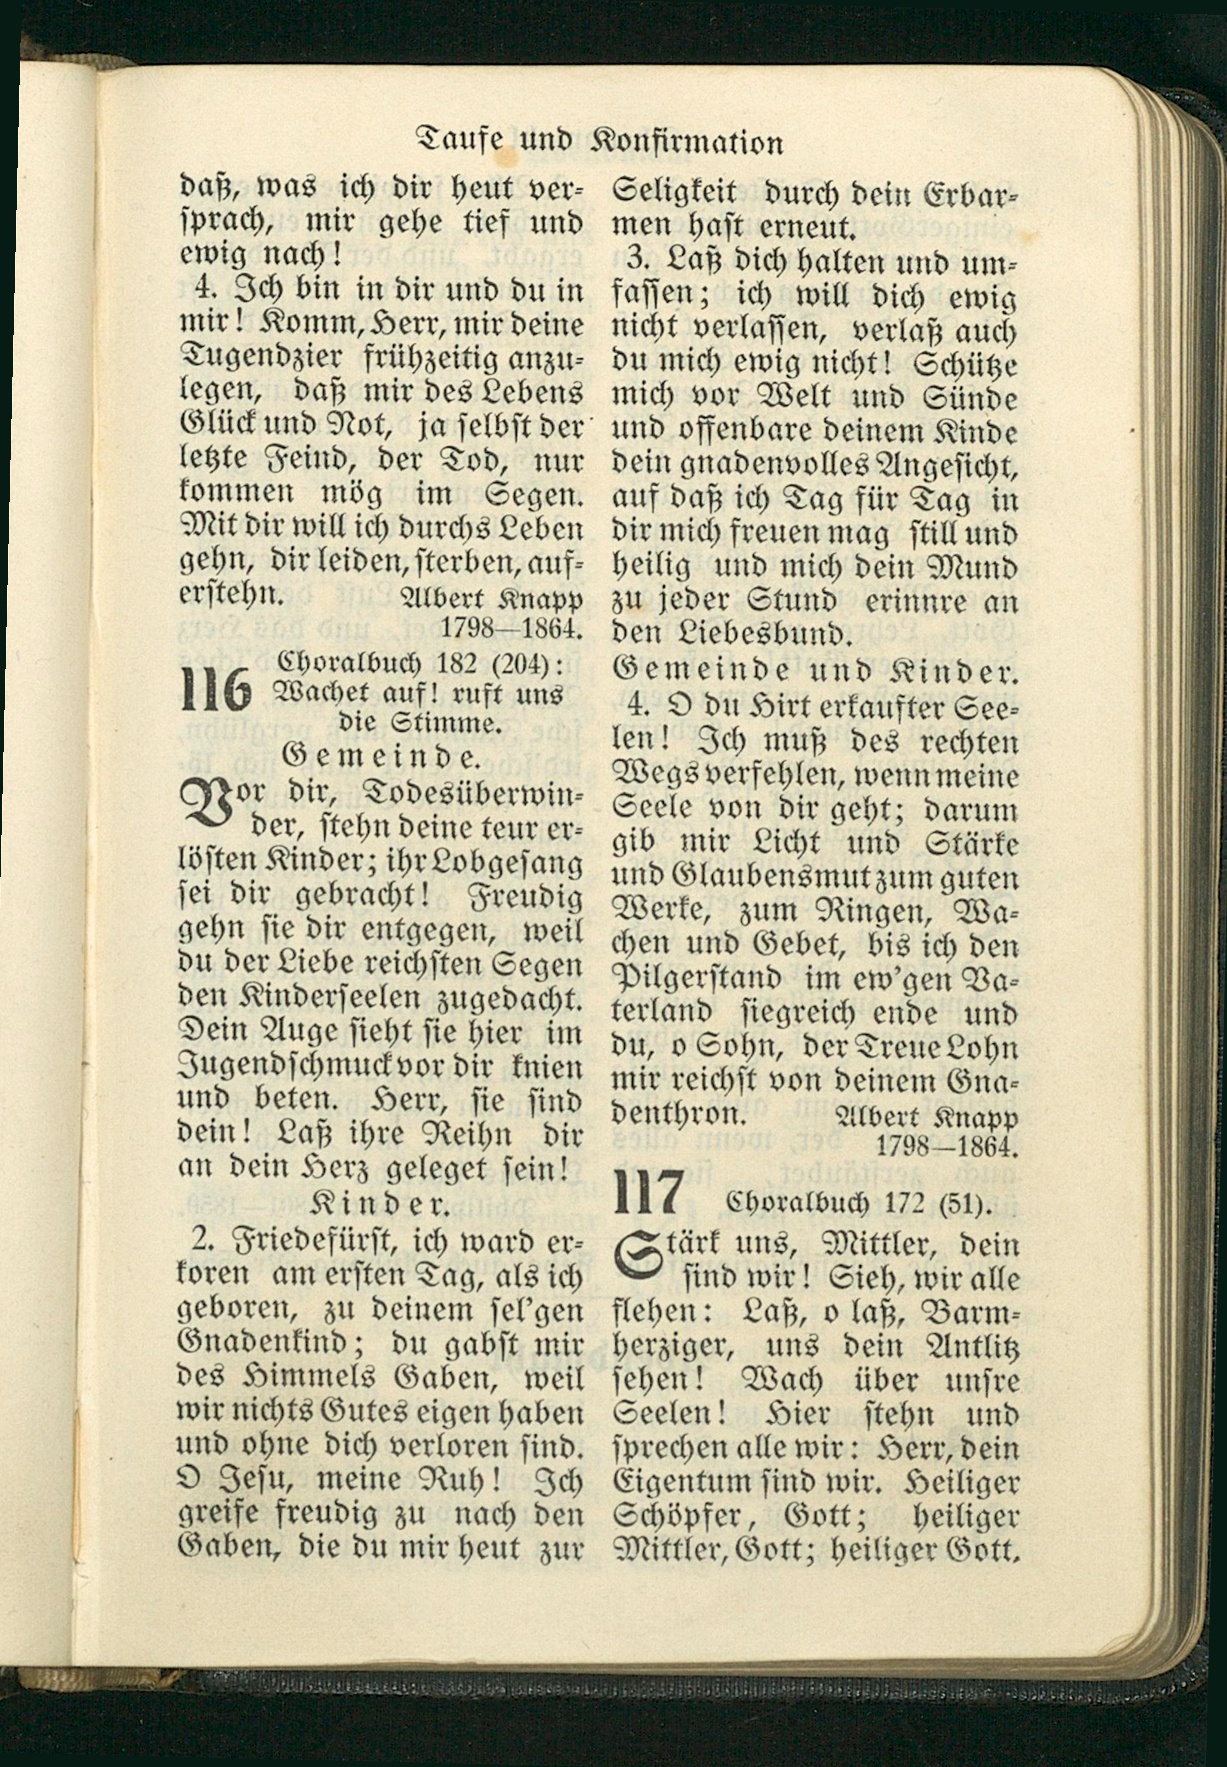 Taufe und Konfirmation
daß, was ich dir heut ver-
sprach, mir gehe tief und
ewig nach!
4. Ich bin in dir und du in
mir! Komm, Herr, mir deine
Tugendzier frühzeitig anzu-
legen, daß mir des Lebens
Glück und Not, ja selbst der
letzte Feind, der Tod, nur
kommen mög im Segen.
Mit dir will ich durchs Leben
gehn, dir leiden, sterben, auf-
erstehn. Albert Knapp
1798—1864.
116 Choralbuch 182 (204):
Wachet auf! ruft uns
die Stimme.
Gemeinde.
Vor dir, Todesüberwin-
der, stehn deine teur er-
lösten Kinder; ihr Lobgesang
sei dir gebracht! Freudig
gehn sie dir entgegen, weil
du der Liebe reichsten Segen
den Kinderseelen zugedacht.
Dein Auge sieht sie hier im
Jugendschmuck vor dir knien
und beten. Herr, sie sind
dein! Laß ihre Reihn dir
an dein Herz geleget sein!
Kinder.
2. Friedefürst, ich ward er-
koren am ersten Tag, als ich
geboren, zu deinem sel'gen
Gnadenkind; du gabst mir
des Himmels Gaben, weil
wir nichts Gutes eigen haben
und ohne dich verloren sind.
O Jesu, meine Ruh! Ich
greife freudig zu nach den
Gaben, die du mir heut zur
Seligkeit durch dein Erbar-
men hast erneut.
3. Laß dich halten und um-
fassen; ich will dich ewig
nicht verlassen, verlaß auch
du mich ewig nicht! Schütze
mich vor Welt und Sünde
und offenbare deinem Kinde
dein gnadenvolles Angesicht,
auf daß ich Tag für Tag in
dir mich freuen mag still und
heilig und mich dein Mund
zu jeder Stund erinnre an
den Liebesbund.
Gemeinde und Kinder.
4. O du Hirt erkaufter See-
len! Ich muß des rechten
Wegs verfehlen, wenn meine
Seele von dir geht; darum
gib mir Licht und Stärke
und Glaubensmut zum guten
Werke, zum Ringen, Wa-
chen und Gebet, bis ich den
Pilgerstand im ew'gen Va-
terland siegreich ende und
du, o Sohn, der Treue Lohn
mir reichst von deinem Gna-
denthron. Albert Knapp
1798—1864.
117 Choralbuch 172 (51).
Stärk uns, Mittler, dein
sind wir! Sieh, wir alle
flehen: Laß, o laß, Barm-
herziger, uns dein Antlitz
sehen! Wach über unsre
Seelen! Hier stehn und
sprechen alle wir: Herr, dein
Eigentum sind wir. Heiliger
Schöpfer, Gott; heiliger
Mittler, Gott; heiliger Gott,